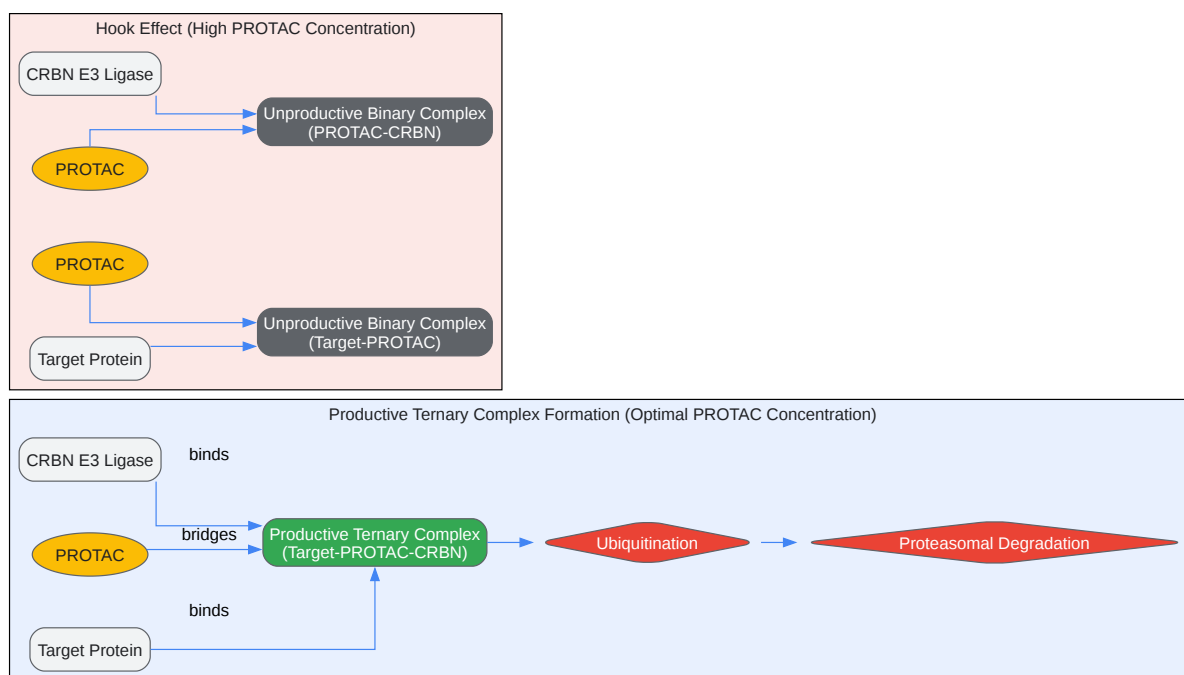 Hook Effect (High PROTAC Concentration)
CRBN E3 Ligase
Unproductive Binary Complex
(PROTAC-CRBN)
PROTAC
PROTAC
Unproductive Binary Complex
(Target-PROTAC)
Target Protein
Productive Ternary Complex Formation (Optimal PROTAC Concentration)
CRBN E3 Ligase
binds
bridges
PROTAC
Productive Ternary Complex
(Target-PROTAC-CRBN)
Ubiquitination
Proteasomal Degradation
binds
Target Protein